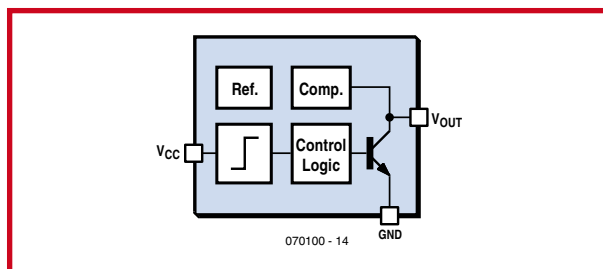 Ref.
Comp.
VOUT
VCC
Control
Logic
GND
070100 - 14